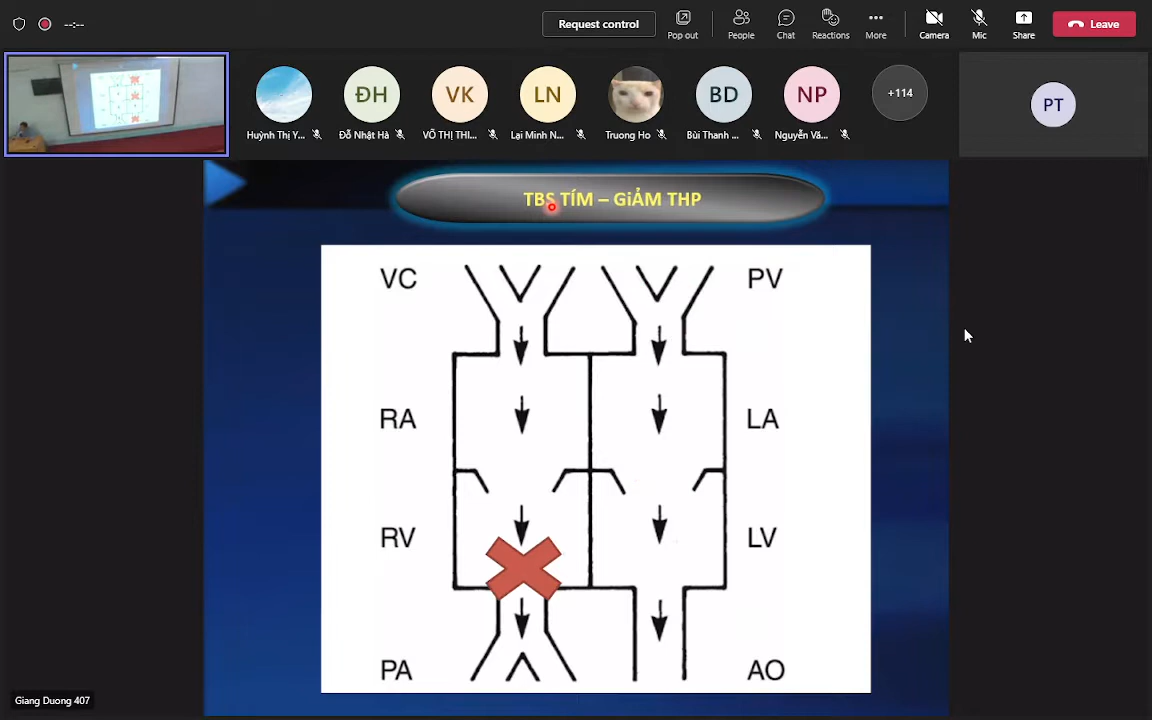 --:--
Request control
Pop out
People
Chat
Reactions
More
Camera
Mic
Share
Leave
ĐH
VK
LN
BD
NP
+114
PT
Huỳnh Thị Y...
Đỗ Nhật Hà
VÕ THỊ THI...
Lại Minh N...
Truong Ho
Bùi Thanh ...
Nguyễn Vă...
TBS TÍM – GiẢM THP
VC
PV
RA
LA
RV
LV
PA
AO
Giang Duong 407